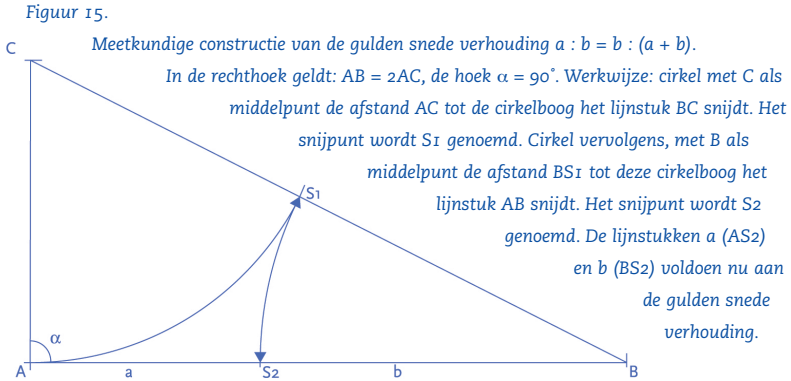 Figuur 15.
Meetkundige constructie van de gulden snede verhouding a : b = b : (a + b).
In de rechthoek geldt: AB = 2AC, de hoek α = 90°. Werkwijze: cirkel met C als
middelpunt de afstand AC tot de cirkelboog het lijnstuk BC snijdt. Het
snijpunt wordt S1 genoemd. Cirkel vervolgens, met B als
middelpunt de afstand BS1 tot deze cirkelboog het
lijnstuk AB snijdt. Het snijpunt wordt S2
genoemd. De lijnstukken a (AS2)
en b (BS2) voldoen nu aan
de gulden snede
verhouding.
C
S1
α
A
a
S2
b
B